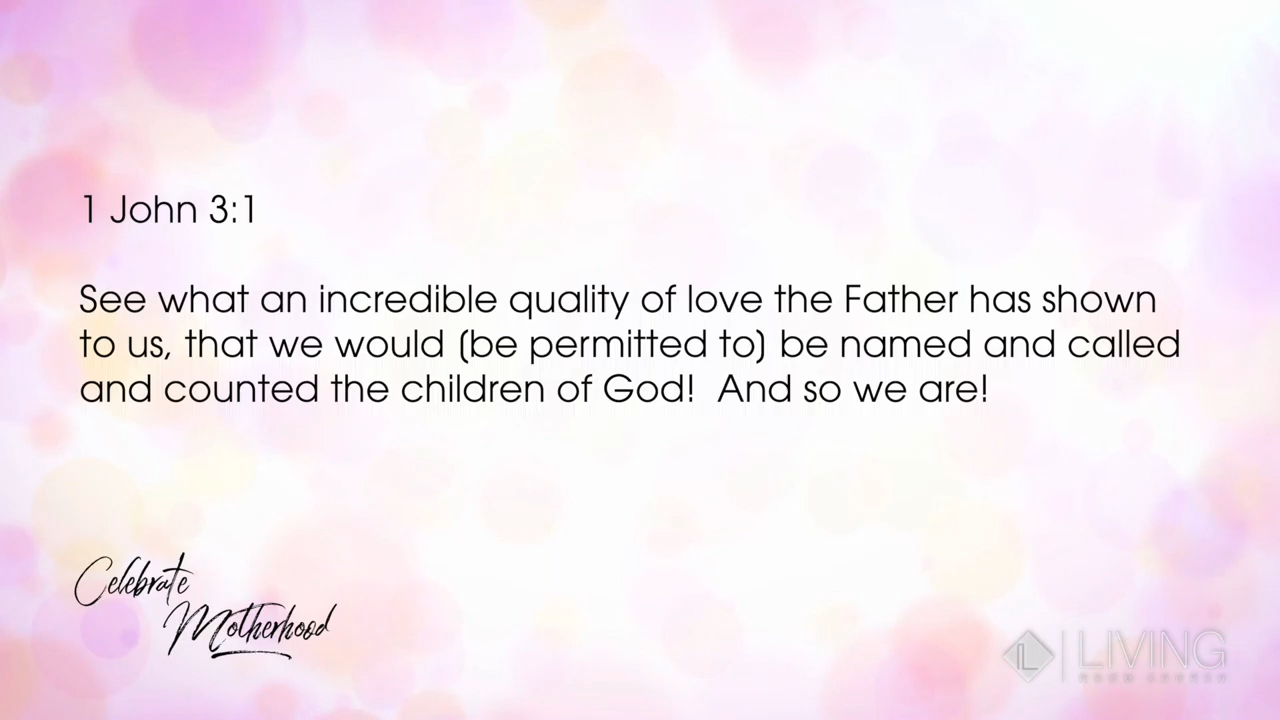 1 John 3:1
See what an incredible quality of love the Father has shown
to us, that we would (be permitted to) be named and called
and counted the children of God!  And so we are!
Celebrate
Motherhood
LIVING
ROOM CHURCH